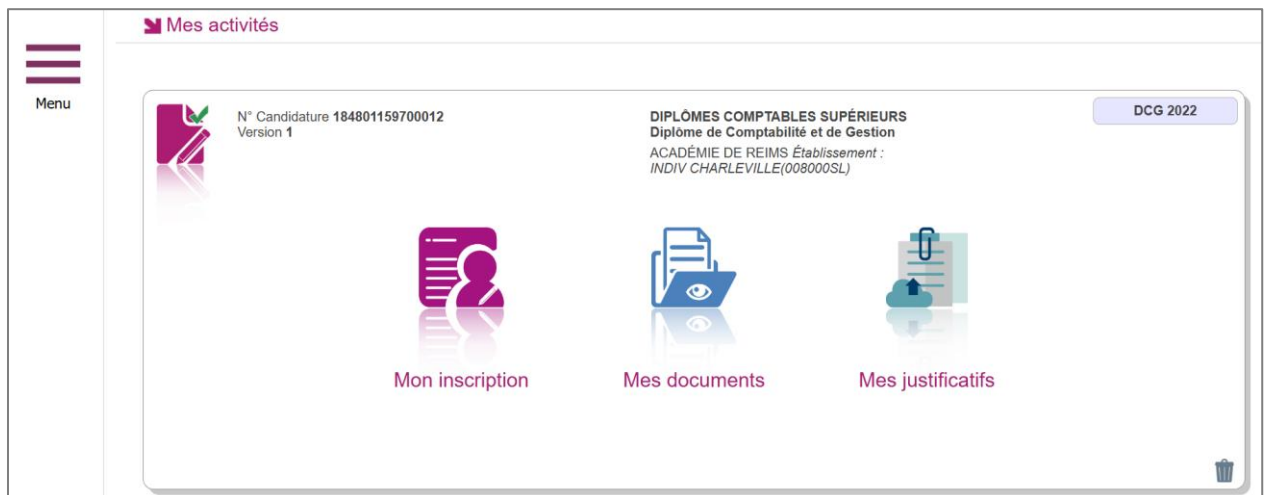 Mes activités
Menu
N° Candidature 184801159700012
Version 1
DIPLÔMES COMPTABLES SUPÉRIEURS
Diplôme de Comptabilité et de Gestion
ACADÉMIE DE REIMS Établissement :
INDIV CHARLEVILLE(008000SL)
DCG 2022
Mon inscription
Mes documents
Mes justificatifs